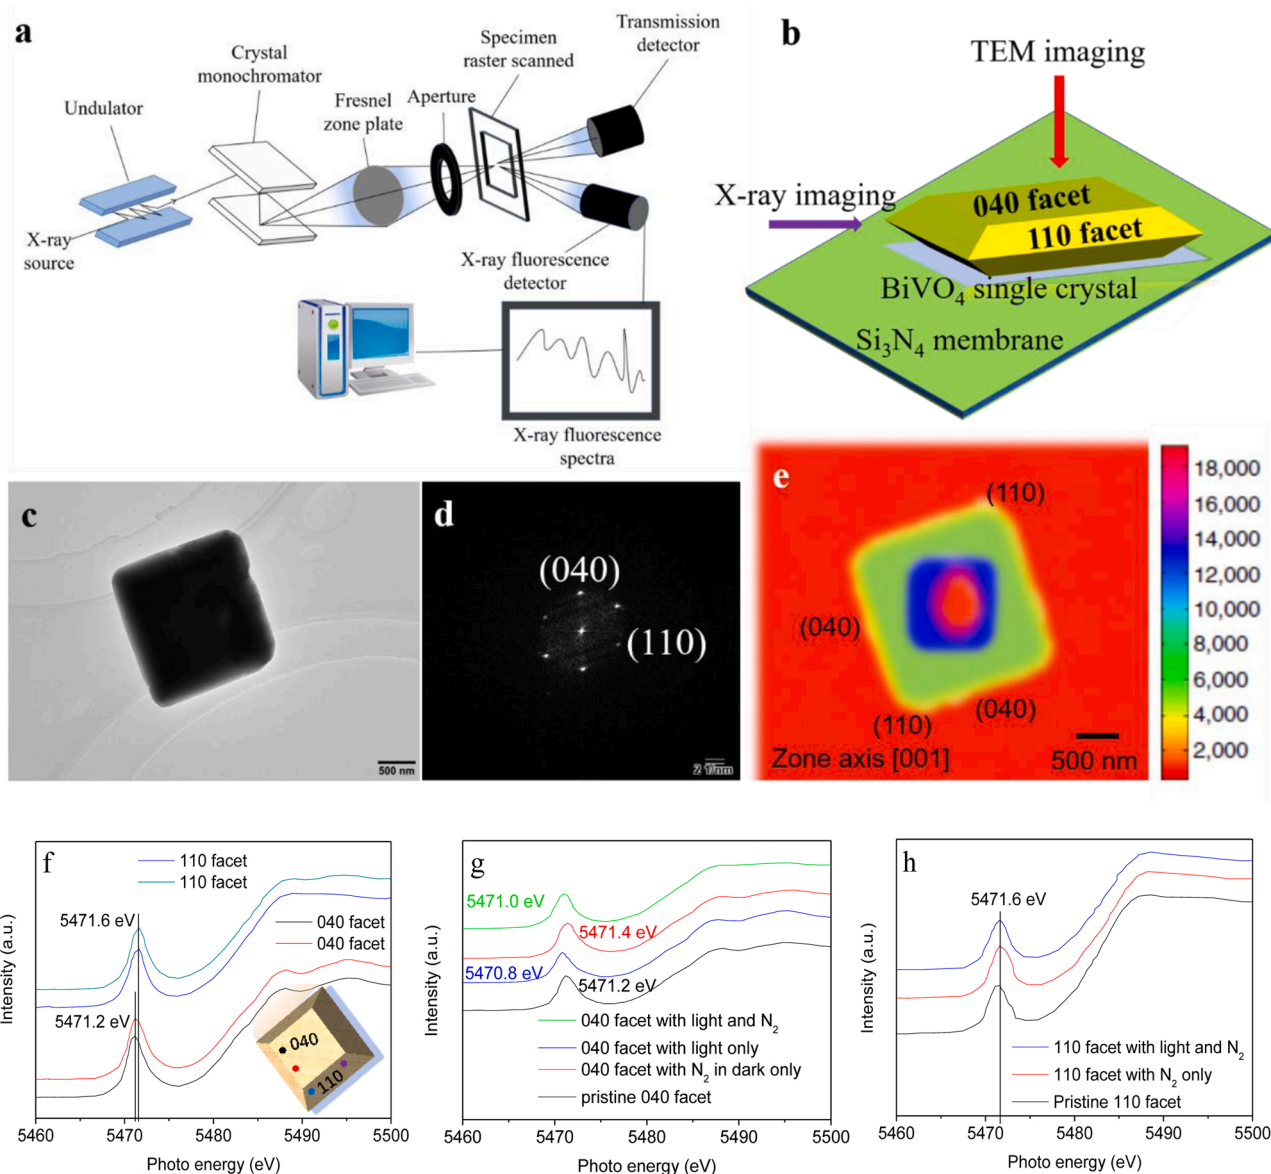 a
Undulator
Crystal
monochromator
Fresnel
zone plate
Aperture
Specimen
raster scanned
Transmission
detector
X-ray
source
X-ray fluorescence
detector
X-ray fluorescence
spectra
b
TEM imaging
X-ray imaging
040 facet
110 facet
BiVO₄ single crystal
Si₃N₄ membrane
c
500 nm
d
(040)
(110)
2 1/nm
e
(110)
(040)
(110)
(040)
Zone axis [001]
500 nm
18,000
16,000
14,000
12,000
10,000
8,000
6,000
4,000
2,000
f
110 facet
110 facet
040 facet
040 facet
5471.6 eV
5471.2 eV
040
110
Intensity (a.u.)
5460
5470
5480
5490
5500
Photo energy (eV)
g
5471.0 eV
5471.4 eV
5470.8 eV
5471.2 eV
040 facet with light and N₂
040 facet with light only
040 facet with N₂ in dark only
pristine 040 facet
Intensity (a.u.)
5460
5470
5480
5490
5500
Photo energy (eV)
h
5471.6 eV
110 facet with light and N₂
110 facet with N₂ only
Pristine 110 facet
Intensity (a.u.)
5460
5470
5480
5490
5500
Photo energy (eV)